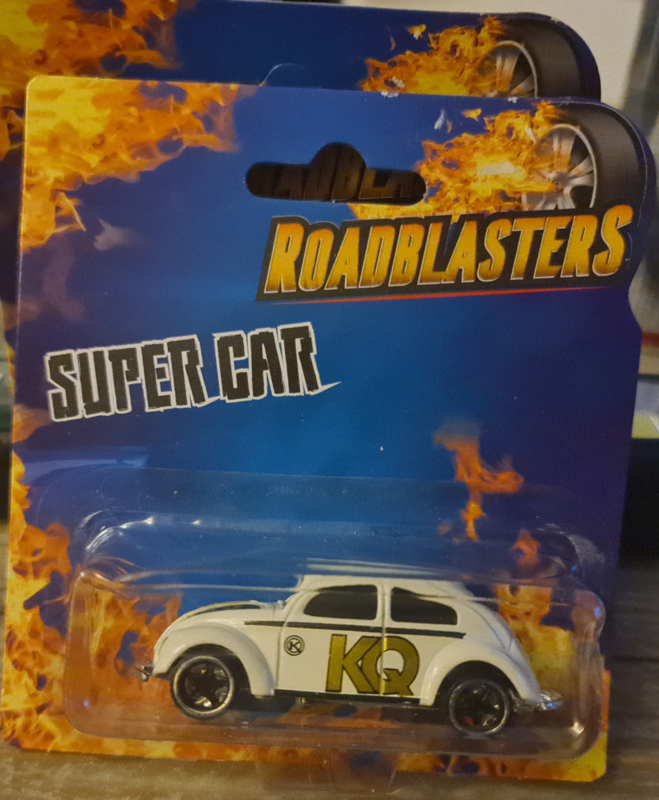 ROADBLASTERS
SUPER CAR
K
KQ